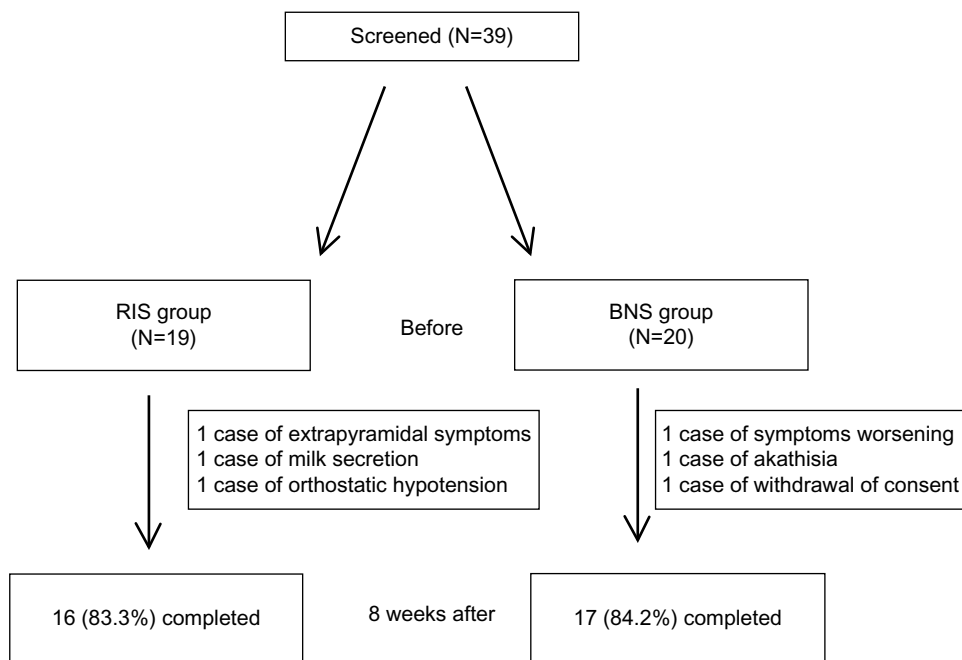 Screened (N=39)
RIS group
(N=19)
Before
BNS group
(N=20)
1 case of extrapyramidal symptoms
1 case of milk secretion
1 case of orthostatic hypotension
1 case of symptoms worsening
1 case of akathisia
1 case of withdrawal of consent
16 (83.3%) completed
8 weeks after
17 (84.2%) completed